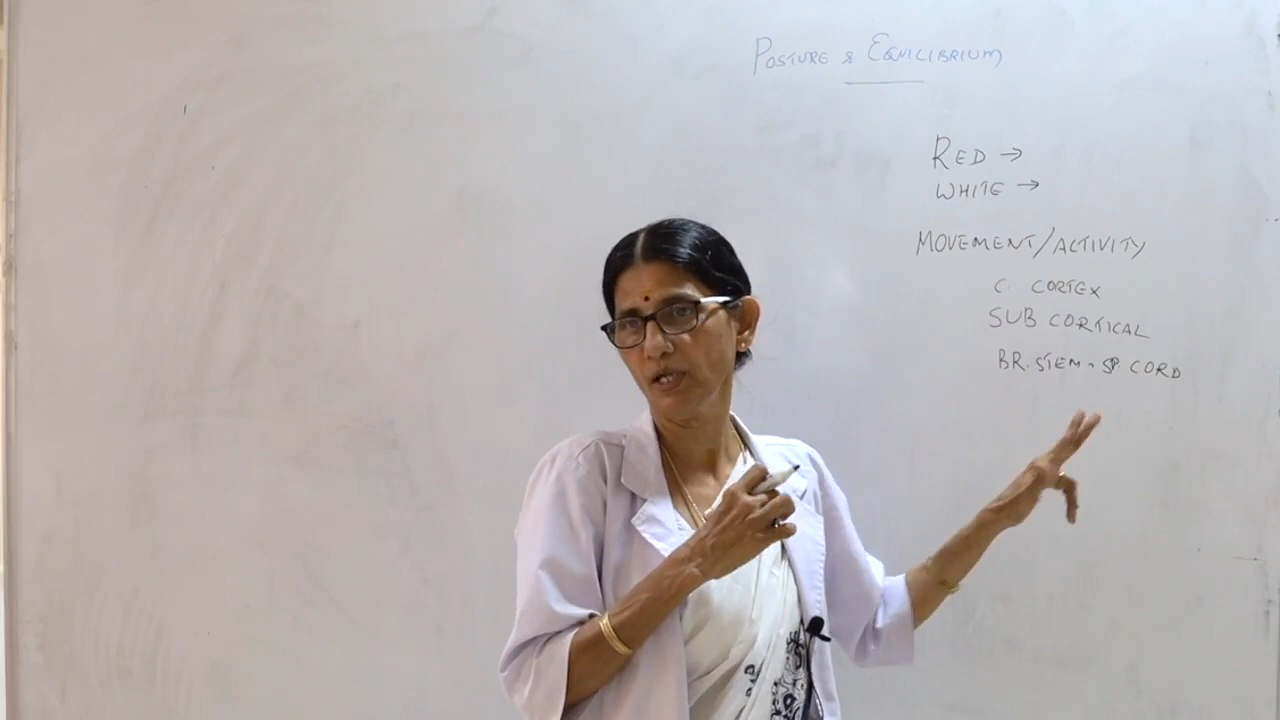 POSTURE & EQUILIBRIUM
RED →
WHITE →
MOVEMENT/ACTIVITY
C. CORTEX
SUB CORTICAL
BR. STEM - SP. CORD